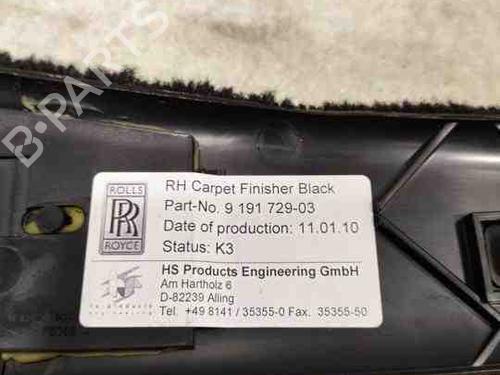 B-PARTS
ROLLS
RR
ROYCE
RH Carpet Finisher Black
Part-No. 9 191 729-03
Date of production: 11.01.10
Status: K3
HS Products Engineering GmbH
Am Hartholz 6
D-82239 Alling
Tel. +49 8141 / 35355-0 Fax. 35355-50